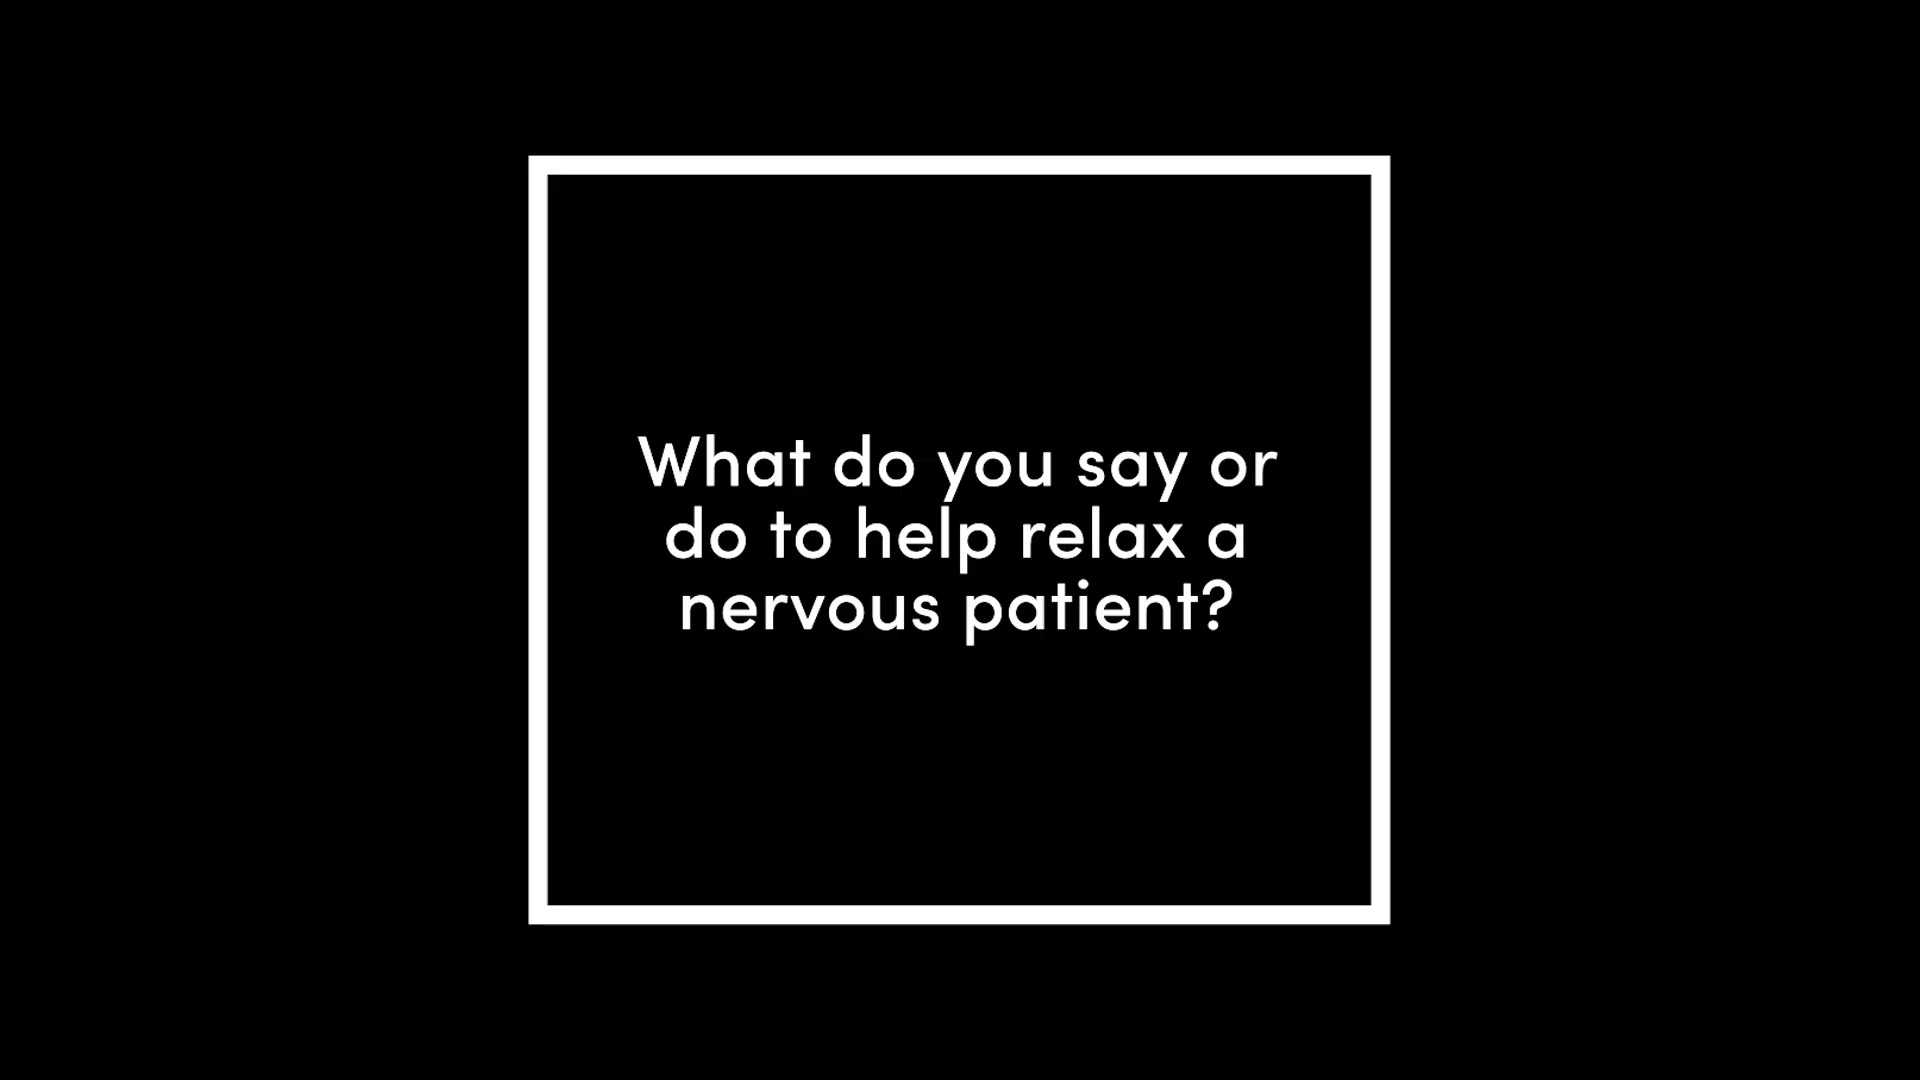 What do you say or
do to help relax a
nervous patient?